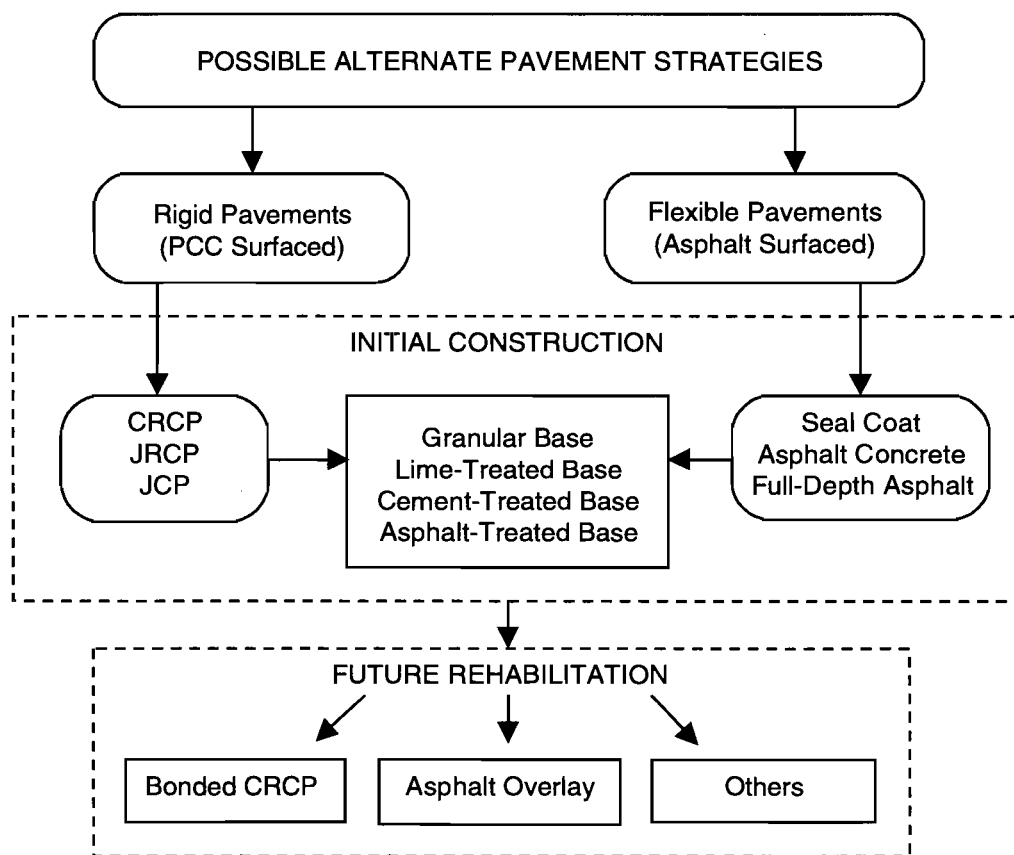 POSSIBLE ALTERNATE PAVEMENT STRATEGIES
Rigid Pavements
(PCC Surfaced)
Flexible Pavements
(Asphalt Surfaced)
INITIAL CONSTRUCTION
CRCP
JRCP
JCP
Granular Base
Lime-Treated Base
Cement-Treated Base
Asphalt-Treated Base
Seal Coat
Asphalt Concrete
Full-Depth Asphalt
FUTURE REHABILITATION
Bonded CRCP
Asphalt Overlay
Others